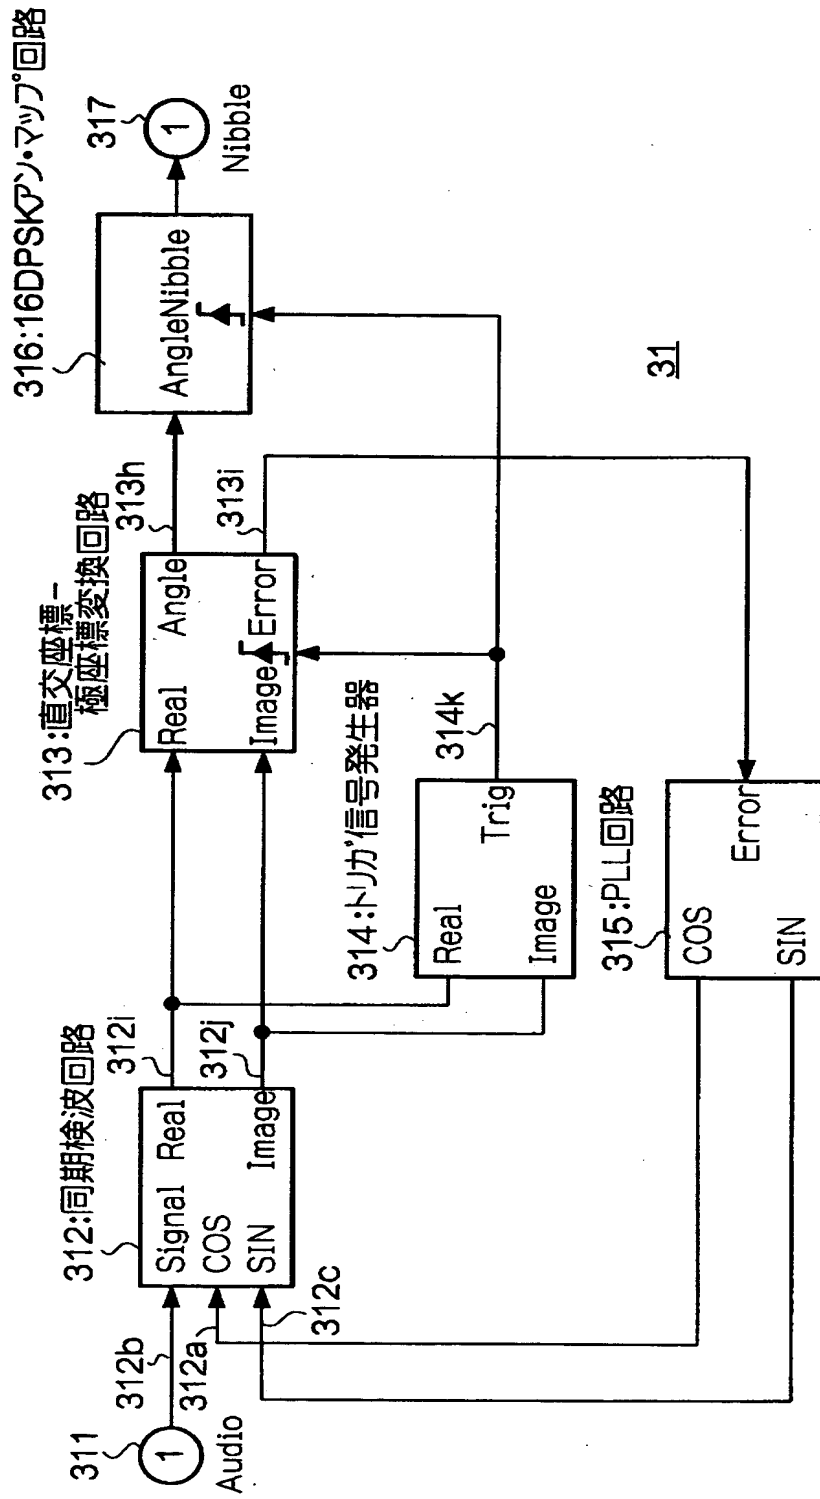 311
1
Audio
312b
312a
312c
312:同期検波回路
Signal
Real
COS
SIN
Image
312i
312j
313:直交座標−
極座標変換回路
Real
Angle
Image
Error
313h
313i
314:トリガ信号発生器
Real
Image
Trig
314k
315:PLL回路
COS
SIN
Error
316:16DPSKアン・マップ回路
AngleNibble
317
1
Nibble
31